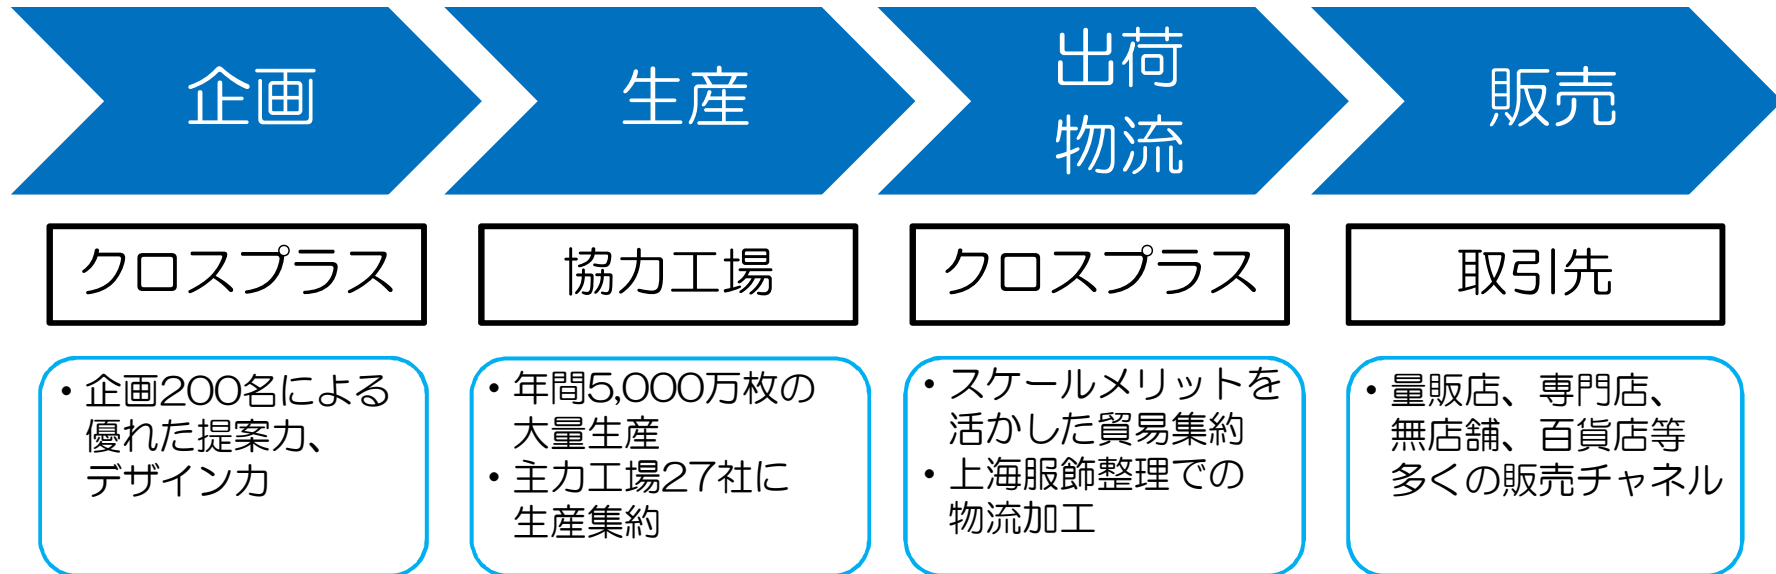 企画
生産
出荷
物流
販売
クロスプラス
協力工場
クロスプラス
取引先
・企画200名による
優れた提案力、
デザイン力
・年間5,000万枚の
大量生産
・主力工場27社に
生産集約
・スケールメリットを
活かした貿易集約
・上海服飾整理での
物流加工
・量販店、専門店、
無店舗、百貨店等
多くの販売チャネル